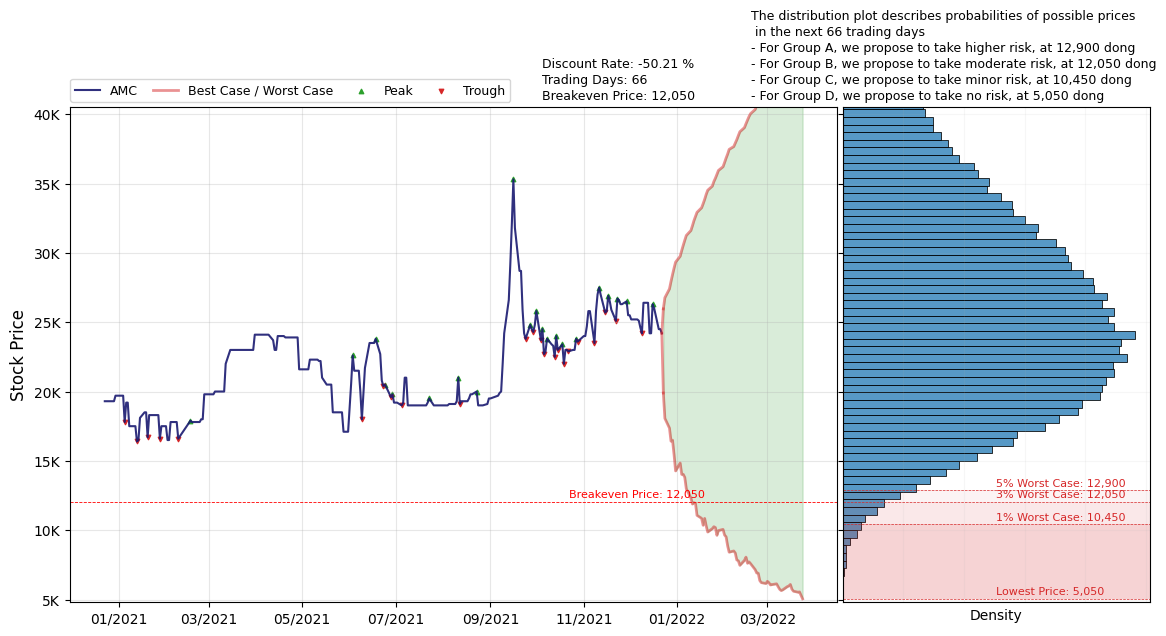 The distribution plot describes probabilities of possible prices
in the next 66 trading days
- For Group A, we propose to take higher risk, at 12,900 dong
- For Group B, we propose to take moderate risk, at 12,050 dong
- For Group C, we propose to take minor risk, at 10,450 dong
- For Group D, we propose to take no risk, at 5,050 dong
Discount Rate: -50.21 %
Trading Days: 66
Breakeven Price: 12,050
AMC Best Case / Worst Case Peak Trough
Stock Price
40K
35K
30K
25K
20K
15K
10K
5K
Breakeven Price: 12,050
01/2021 03/2021 05/2021 07/2021 09/2021 11/2021 01/2022 03/2022
5% Worst Case: 12,900
3% Worst Case: 12,050
1% Worst Case: 10,450
Lowest Price: 5,050
Density